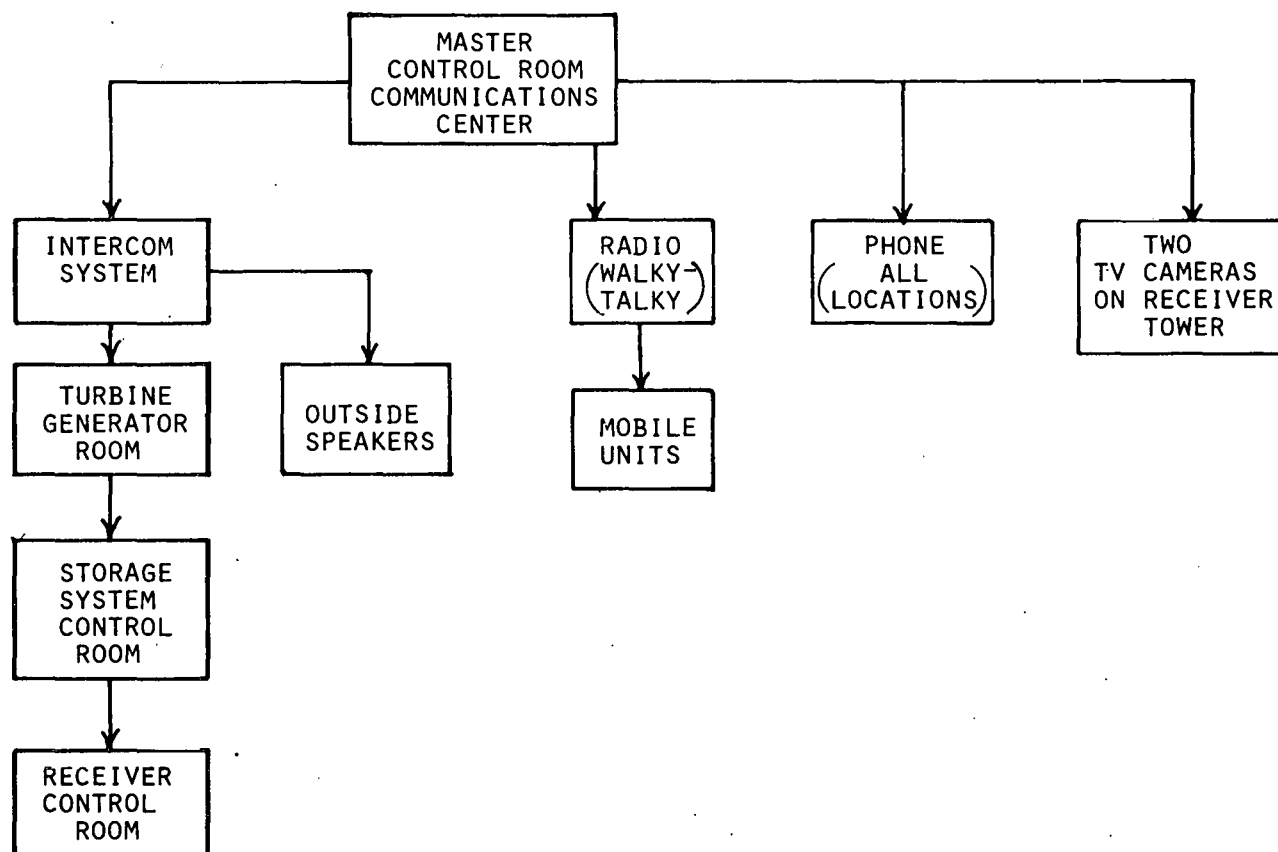 MASTER
CONTROL ROOM
COMMUNICATIONS
CENTER
INTERCOM
SYSTEM
RADIO
(WALKY-
TALKY)
PHONE
(ALL
LOCATIONS)
TWO
TV CAMERAS
ON RECEIVER
TOWER
TURBINE
GENERATOR
ROOM
OUTSIDE
SPEAKERS
MOBILE
UNITS
STORAGE
SYSTEM
CONTROL
ROOM
RECEIVER
CONTROL
ROOM